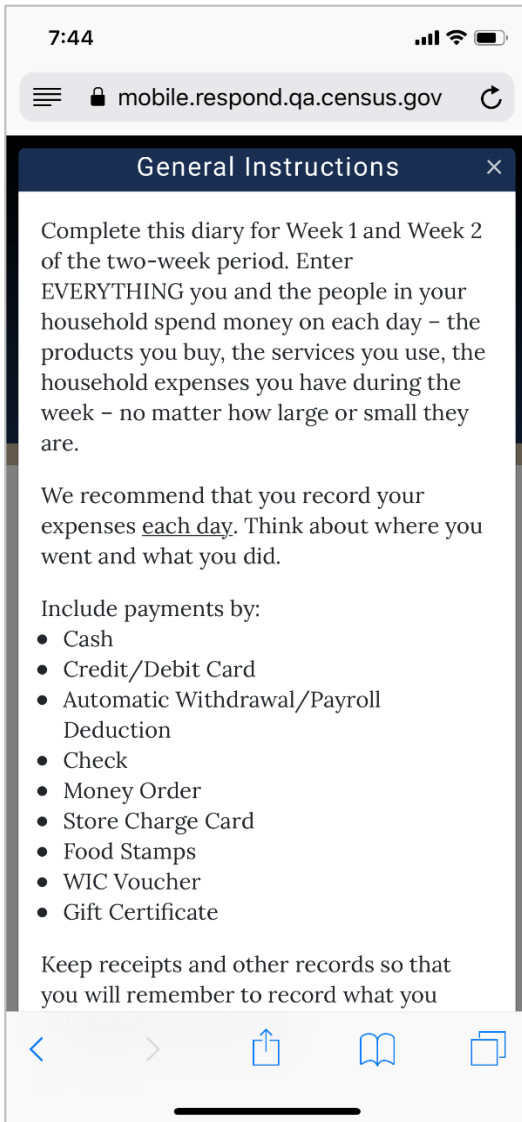 7:44
mobile.respond.qa.census.gov
General Instructions
Complete this diary for Week 1 and Week 2
of the two-week period. Enter
EVERYTHING you and the people in your
household spend money on each day – the
products you buy, the services you use, the
household expenses you have during the
week – no matter how large or small they
are.
We recommend that you record your
expenses each day. Think about where you
went and what you did.
Include payments by:
• Cash
• Credit/Debit Card
• Automatic Withdrawal/Payroll
Deduction
• Check
• Money Order
• Store Charge Card
• Food Stamps
• WIC Voucher
• Gift Certificate
Keep receipts and other records so that
you will remember to record what you